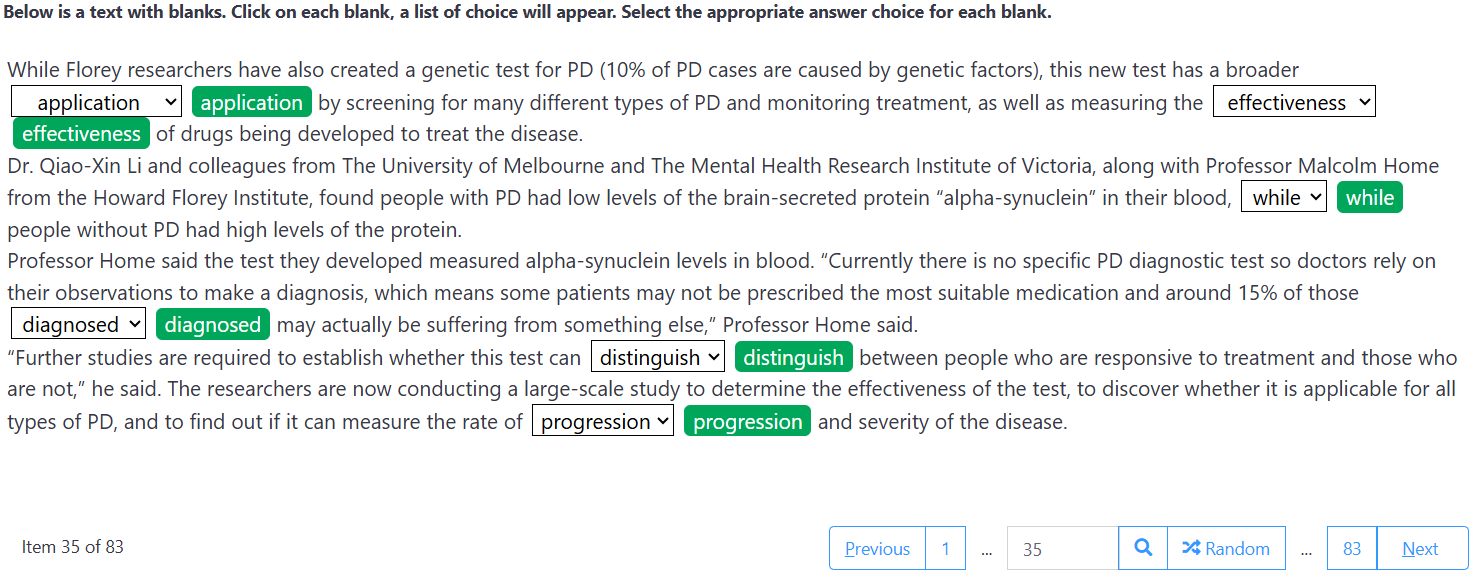 Below is a text with blanks. Click on each blank, a list of choice will appear. Select the appropriate answer choice for each blank.
While Florey researchers have also created a genetic test for PD (10% of PD cases are caused by genetic factors), this new test has a broader
application application by screening for many different types of PD and monitoring treatment, as well as measuring the effectiveness
effectiveness of drugs being developed to treat the disease.
Dr. Qiao-Xin Li and colleagues from The University of Melbourne and The Mental Health Research Institute of Victoria, along with Professor Malcolm Home
from the Howard Florey Institute, found people with PD had low levels of the brain-secreted protein “alpha-synuclein” in their blood, while while
people without PD had high levels of the protein.
Professor Home said the test they developed measured alpha-synuclein levels in blood. “Currently there is no specific PD diagnostic test so doctors rely on
their observations to make a diagnosis, which means some patients may not be prescribed the most suitable medication and around 15% of those
diagnosed diagnosed may actually be suffering from something else,” Professor Home said.
“Further studies are required to establish whether this test can distinguish distinguish between people who are responsive to treatment and those who
are not,” he said. The researchers are now conducting a large-scale study to determine the effectiveness of the test, to discover whether it is applicable for all
types of PD, and to find out if it can measure the rate of progression progression and severity of the disease.
Item 35 of 83 Previous 1 ... 35 Random ... 83 Next